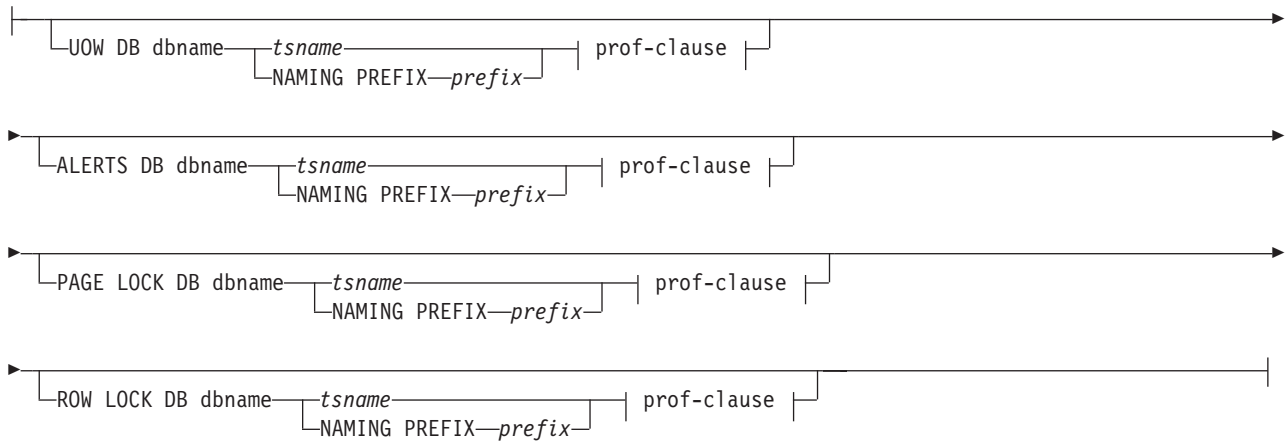 UOW DB dbname tsname prof-clause
NAMING PREFIX prefix
ALERTS DB dbname tsname prof-clause
NAMING PREFIX prefix
PAGE LOCK DB dbname tsname prof-clause
NAMING PREFIX prefix
ROW LOCK DB dbname tsname prof-clause
NAMING PREFIX prefix